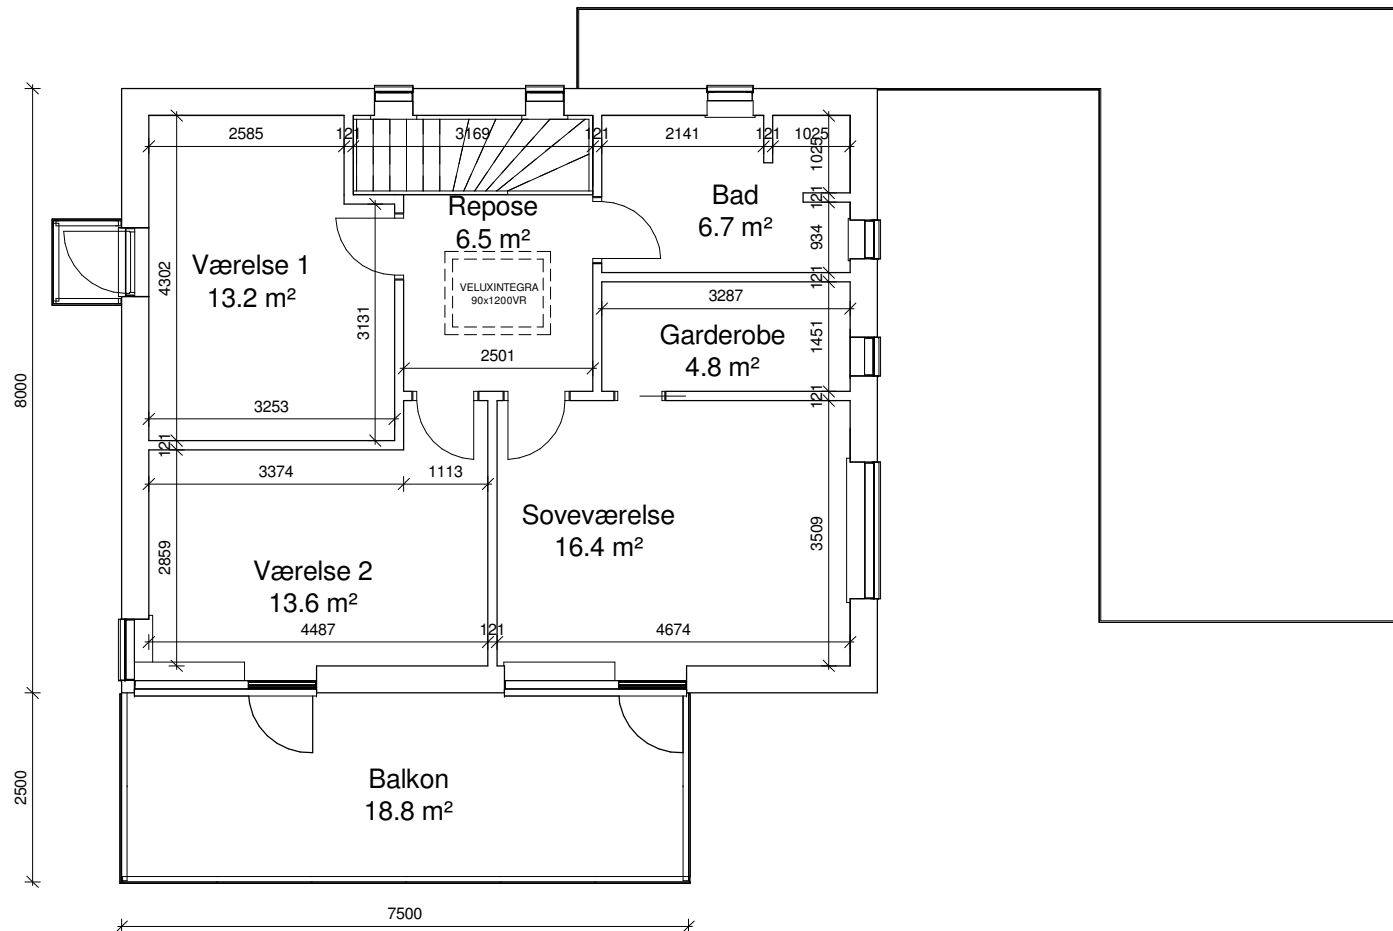 2585
121
3169
121
2141
121
1025
1025
121
934
121
1451
121
3509
Repose
6.5 m²
Bad
6.7 m²
Værelse 1
13.2 m²
4302
3131
VELUXINTEGRA
90x1200VR
3287
Garderobe
4.8 m²
2501
3253
121
3374
1113
8000
Soveværelse
16.4 m²
2859
Værelse 2
13.6 m²
4487
121
4674
2500
Balkon
18.8 m²
7500